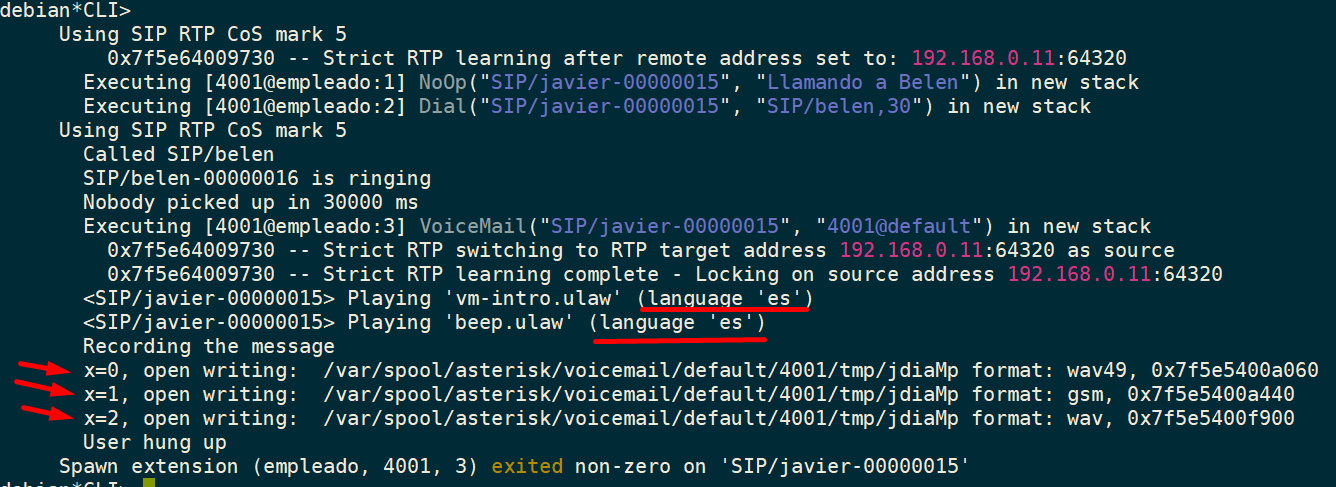 debian*CLI>
Using SIP RTP CoS mark 5
0x7f5e64009730 -- Strict RTP learning after remote address set to: 192.168.0.11:64320
Executing [4001@empleado:1] NoOp("SIP/javier-00000015", "Llamando a Belen") in new stack
Executing [4001@empleado:2] Dial("SIP/javier-00000015", "SIP/belen,30") in new stack
Using SIP RTP CoS mark 5
Called SIP/belen
SIP/belen-00000016 is ringing
Nobody picked up in 30000 ms
Executing [4001@empleado:3] VoiceMail("SIP/javier-00000015", "4001@default") in new stack
0x7f5e64009730 -- Strict RTP switching to RTP target address 192.168.0.11:64320 as source
0x7f5e64009730 -- Strict RTP learning complete - Locking on source address 192.168.0.11:64320
<SIP/javier-00000015> Playing 'vm-intro.ulaw' (language 'es')
<SIP/javier-00000015> Playing 'beep.ulaw' (language 'es')
Recording the message
x=0, open writing:  /var/spool/asterisk/voicemail/default/4001/tmp/jdiaMp format: wav49, 0x7f5e5400a060
x=1, open writing:  /var/spool/asterisk/voicemail/default/4001/tmp/jdiaMp format: gsm, 0x7f5e5400a440
x=2, open writing:  /var/spool/asterisk/voicemail/default/4001/tmp/jdiaMp format: wav, 0x7f5e5400f900
User hung up
Spawn extension (empleado, 4001, 3) exited non-zero on 'SIP/javier-00000015'
debian*CLI>